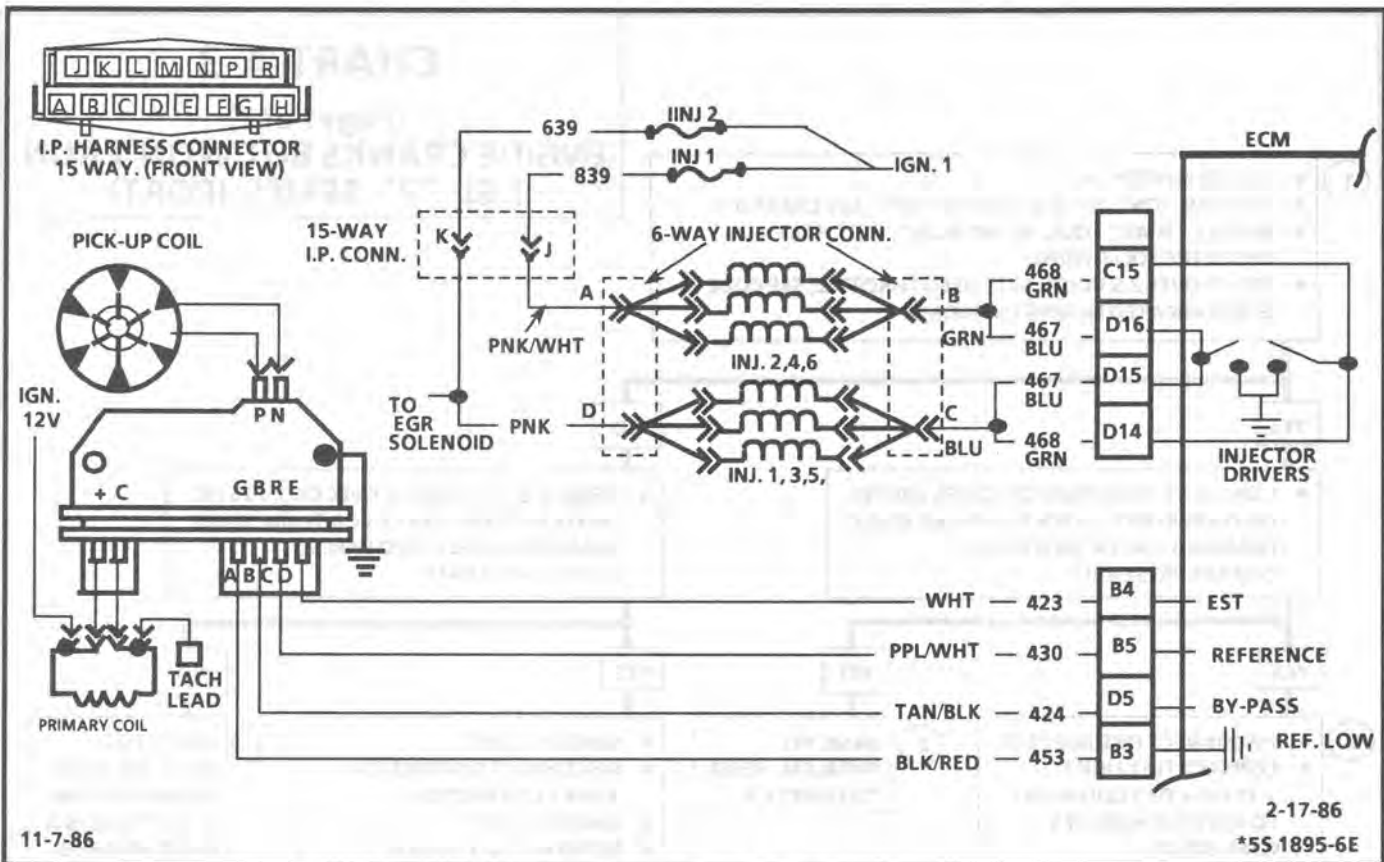 J K L M N P R
A B C D E F G H
I.P. HARNESS CONNECTOR
15 WAY. (FRONT VIEW)
PICK-UP COIL
IGN.
12V
P N
+ C
G B R E
A B C D
TACH
LEAD
PRIMARY COIL
639
IINJ 2
INJ 1
839
IGN. 1
ECM
15-WAY
I.P. CONN.
K
J
6-WAY INJECTOR CONN.
A
B
PNK/WHT
GRN
INJ. 2,4,6
468
GRN
467
BLU
467
BLU
468
GRN
C15
D16
D15
D14
TO
EGR
SOLENOID
PNK
D
C
BLU
INJ. 1, 3,5,
INJECTOR
DRIVERS
WHT 423 B4 EST
PPL/WHT 430 B5 REFERENCE
TAN/BLK 424 D5 BY-PASS
BLK/RED 453 B3 REF. LOW
11-7-86
2-17-86
*5S 1895-6E